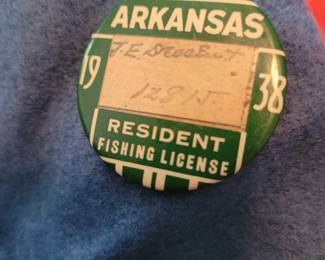 ARKANSAS
J.E.
19
38
12815
RESIDENT
FISHING LICENSE